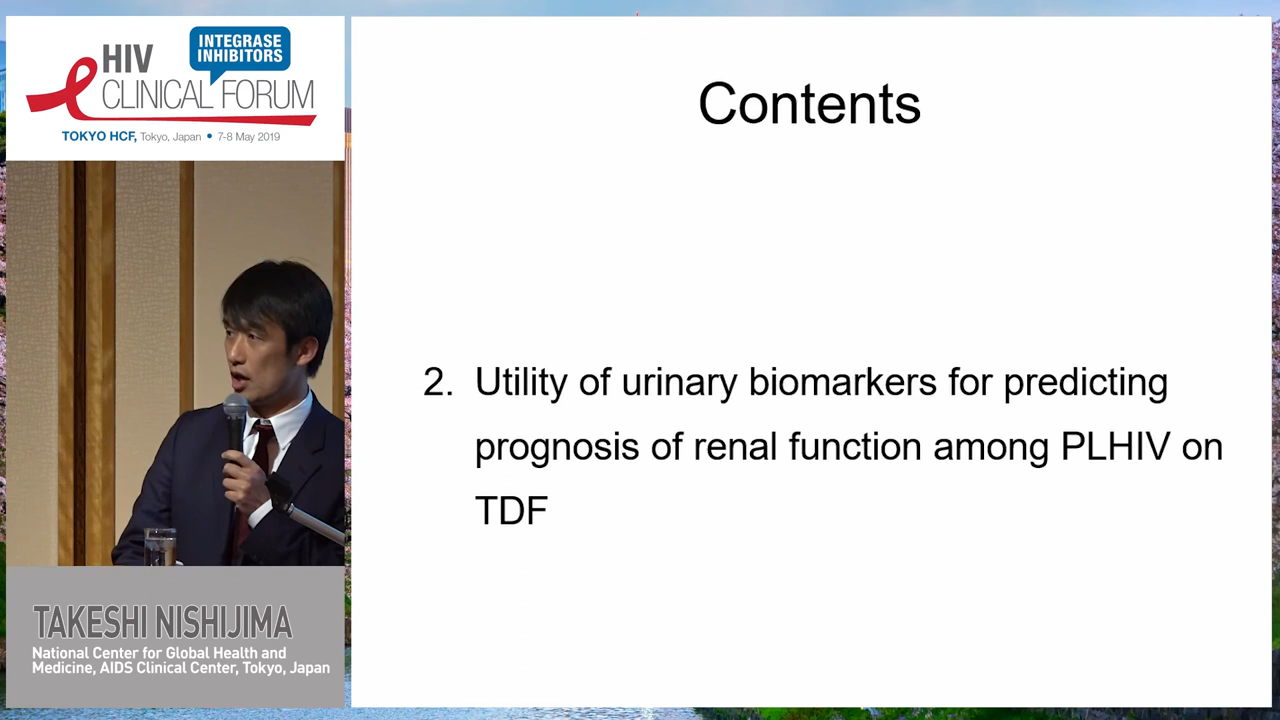 INTEGRASE
INHIBITORS
HIV
CLINICAL FORUM
TOKYO HCF, Tokyo, Japan • 7-8 May 2019
Contents
2. Utility of urinary biomarkers for predicting
prognosis of renal function among PLHIV on
TDF
TAKESHI NISHIJIMA
National Center for Global Health and
Medicine, AIDS Clinical Center, Tokyo, Japan